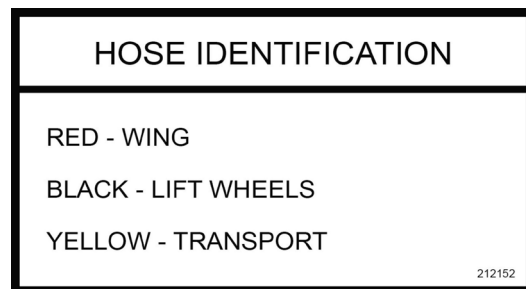 HOSE IDENTIFICATION
RED - WING
BLACK - LIFT WHEELS
YELLOW - TRANSPORT
212152